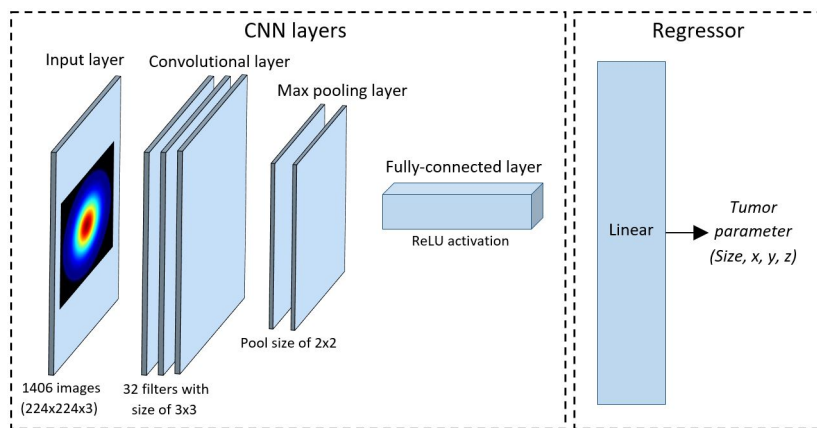 CNN layers
Regressor
Input layer
Convolutional layer
Max pooling layer
Fully-connected layer
ReLU activation
Linear
Tumor
parameter
(Size, x, y, z)
Pool size of 2x2
1406 images
(224x224x3)
32 filters with
size of 3x3